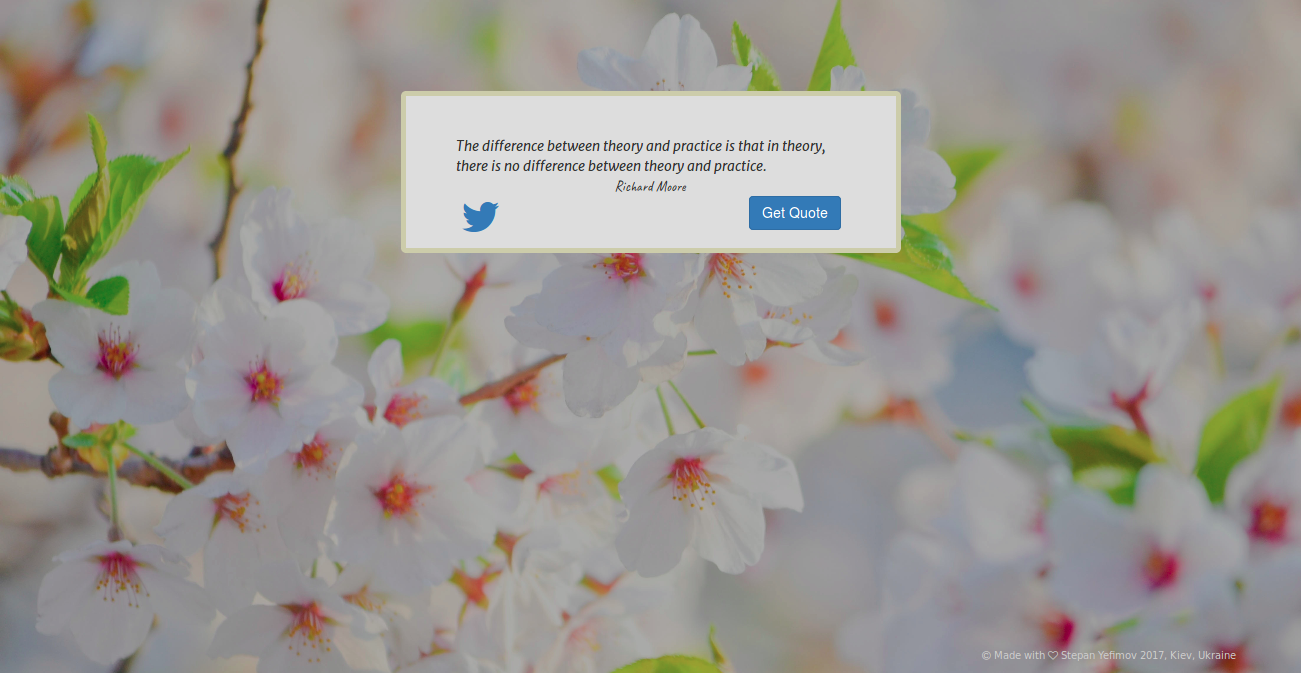 The difference between theory and practice is that in theory,
there is no difference between theory and practice.
Richard Moore
Get Quote
© Made with ♡ Stepan Yefimov 2017, Kiev, Ukraine